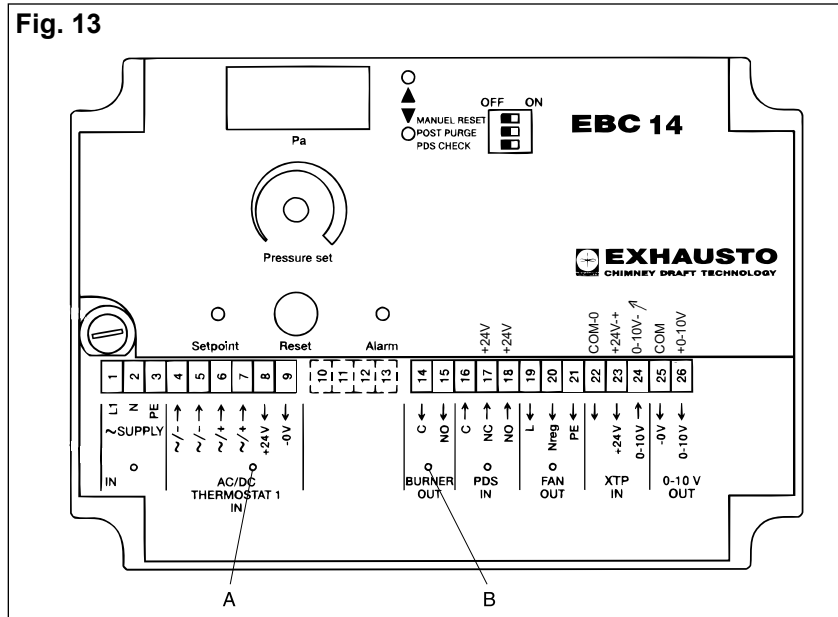 Fig. 13
OFF ON
MANUEL RESET
POST PURGE
PDS CHECK
EBC 14
Pa
Pressure set
EXHAUSTO
CHIMNEY DRAFT TECHNOLOGY
Setpoint Reset Alarm
+24V +24V COM-0 +24V-+ 0-10V- COM +0-10V
1 2 3 4 5 6 7 8 9 10 11 12 13 14 15 16 17 18 19 20 21 22 23 24 25 26
L1 N PE ~/- ~/- ~/+ ~/+ +24V -0V C NO C NC NO L Nreg PE +24V 0-10V -0V 0-10V
~SUPPLY
IN
AC/DC
THERMOSTAT 1
IN
BURNER
OUT
PDS
IN
FAN
OUT
XTP
IN
0-10 V
OUT
A B